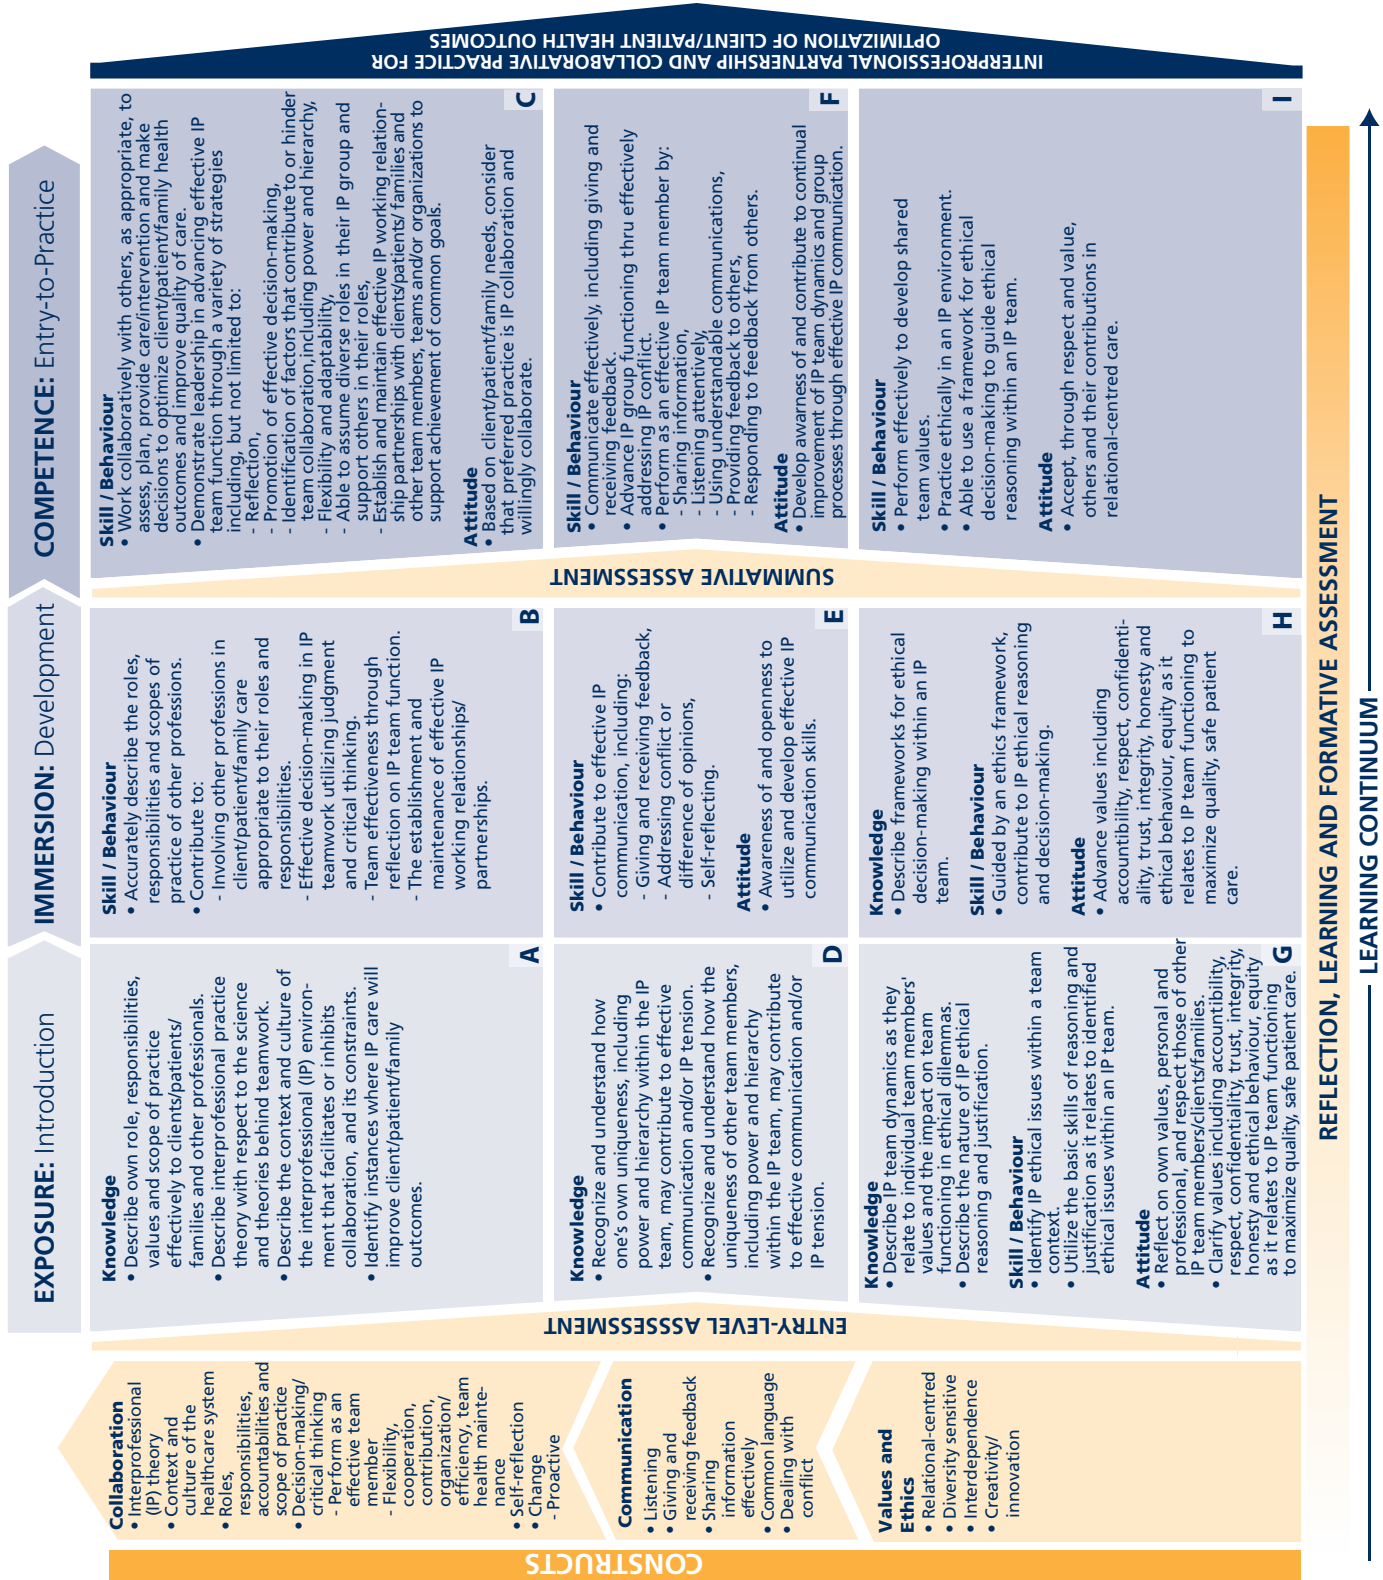 EXPOSURE: Introduction
IMMERSION: Development
COMPETENCE: Entry-to-Practice
CONSTRUCTS
Collaboration
• Interprofessional
(IP) theory
• Context and
culture of the
healthcare system
• Roles,
responsibilities,
accountabilities and
scope of practice
• Decision-making/
critical thinking
- Perform as an
effective team
member
- Flexibility,
cooperation,
contribution,
organization/
efficiency, team
health mainte-
nance
• Self-reflection
• Change
- Proactive
ENTRY-LEVEL ASSESSMENT
Knowledge
• Describe own role, responsibilities,
values and scope of practice
effectively to clients/patients/
families and other professionals.
• Describe interprofessional practice
theory with respect to the science
and theories behind teamwork.
• Describe the context and culture of
the interprofessional (IP) environ-
ment that facilitates or inhibits
collaboration, and its constraints.
• Identify instances where IP care will
improve client/patient/family
outcomes.
A
Skill / Behaviour
• Accurately describe the roles,
responsibilities and scopes of
practice of other professions.
• Contribute to:
- Involving other professions in
client/patient/family care
appropriate to their roles and
responsibilities.
- Effective decision-making in IP
teamwork utilizing judgment
and critical thinking.
- Team effectiveness through
reflection on IP team function.
- The establishment and
maintenance of effective IP
working relationships/
partnerships.
B
SUMMATIVE ASSESSMENT
Skill / Behaviour
• Work collaboratively with others, as appropriate, to
assess, plan, provide care/intervention and make
decisions to optimize client/patient/family health
outcomes and improve quality of care.
• Demonstrate leadership in advancing effective IP
team function through a variety of strategies
including, but not limited to:
- Reflection,
- Promotion of effective decision-making,
- Identification of factors that contribute to or hinder
team collaboration,including power and hierarchy,
- Flexibility and adaptability,
- Able to assume diverse roles in their IP group and
support others in their roles,
- Establish and maintain effective IP working relation-
ship partnerships with clients/patients/ families and
other team members, teams and/or organizations to
support achievement of common goals.
Attitude
• Based on client/patient/family needs, consider
that preferred practice is IP collaboration and
willingly collaborate.
C
INTERPROFESSIONAL PARTNERSHIP AND COLLABORATIVE PRACTICE FOR
OPTIMIZATION OF CLIENT/PATIENT HEALTH OUTCOMES
Communication
• Listening
• Giving and
receiving feedback
• Sharing
information
effectively
• Common language
• Dealing with
conflict
Knowledge
• Recognize and understand how
one's own uniqueness, including
power and hierarchy within the IP
team, may contribute to effective
communication and/or IP tension.
• Recognize and understand how the
uniqueness of other team members,
including power and hierarchy
within the IP team, may contribute
to effective communication and/or
IP tension.
D
Skill / Behaviour
• Contribute to effective IP
communication, including:
- Giving and receiving feedback,
- Addressing conflict or
difference of opinions,
- Self-reflecting.
Attitude
• Awareness of and openness to
utilize and develop effective IP
communication skills.
E
Skill / Behaviour
• Communicate effectively, including giving and
receiving feedback.
• Advance IP group functioning thru effectively
addressing IP conflict.
• Perform as an effective IP team member by:
- Sharing information,
- Listening attentively,
- Using understandable communications,
- Providing feedback to others,
- Responding to feedback from others.
Attitude
• Develop awareness of and contribute to continual
improvement of IP team dynamics and group
processes through effective IP communication.
F
Values and
Ethics
• Relational-centred
• Diversity sensitive
• Interdependence
• Creativity/
innovation
Knowledge
• Describe IP team dynamics as they
relate to individual team members'
values and the impact on team
functioning in ethical dilemmas.
• Describe the nature of IP ethical
reasoning and justification.
Skill / Behaviour
• Identify IP ethical issues within a team
context.
• Utilize the basic skills of reasoning and
justification as it relates to identified
ethical issues within an IP team.
Attitude
• Reflect on own values, personal and
professional, and respect those of other
IP team members/clients/families.
• Clarify values including accountibility,
respect, confidentiality, trust, integrity,
honesty and ethical behaviour, equity
as it relates to IP team functioning
to maximize quality, safe patient care.
G
Knowledge
• Describe frameworks for ethical
decision-making within an IP
team.
Skill / Behaviour
• Guided by an ethics framework,
contribute to IP ethical reasoning
and decision-making.
Attitude
• Advance values including
accountibility, respect, confidenti-
ality, trust, integrity, honesty and
ethical behaviour, equity as it
relates to IP team functioning to
maximize quality, safe patient
care.
H
Skill / Behaviour
• Perform effectively to develop shared
team values.
• Practice ethically in an IP environment.
• Able to use a framework for ethical
decision-making to guide ethical
reasoning within an IP team.
Attitude
• Accept, through respect and value,
others and their contributions in
relational-centred care.
I
REFLECTION, LEARNING AND FORMATIVE ASSESSMENT
LEARNING CONTINUUM